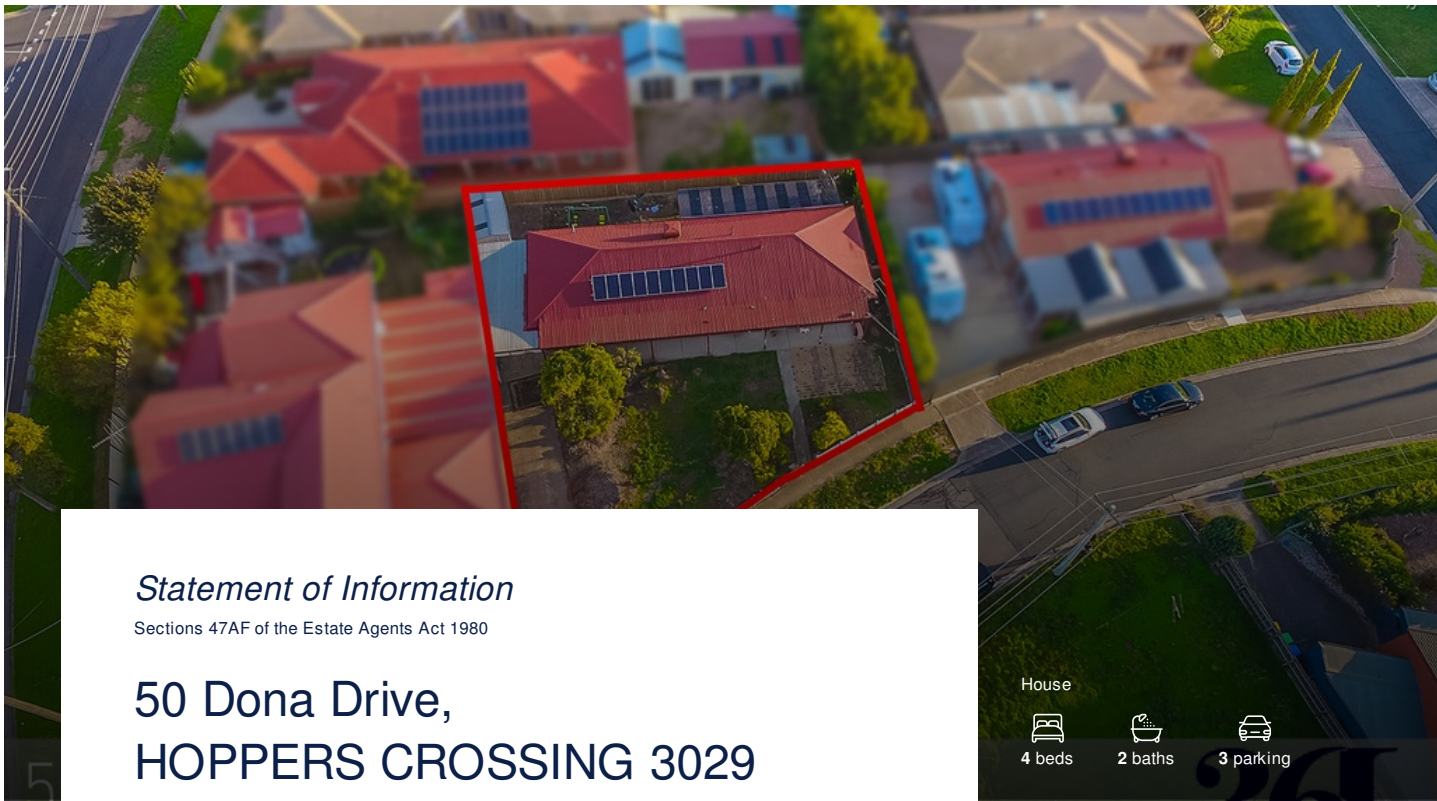 Statement of Information
Sections 47AF of the Estate Agents Act 1980
50 Dona Drive,
HOPPERS CROSSING 3029
House
4 beds 2 baths 3 parking